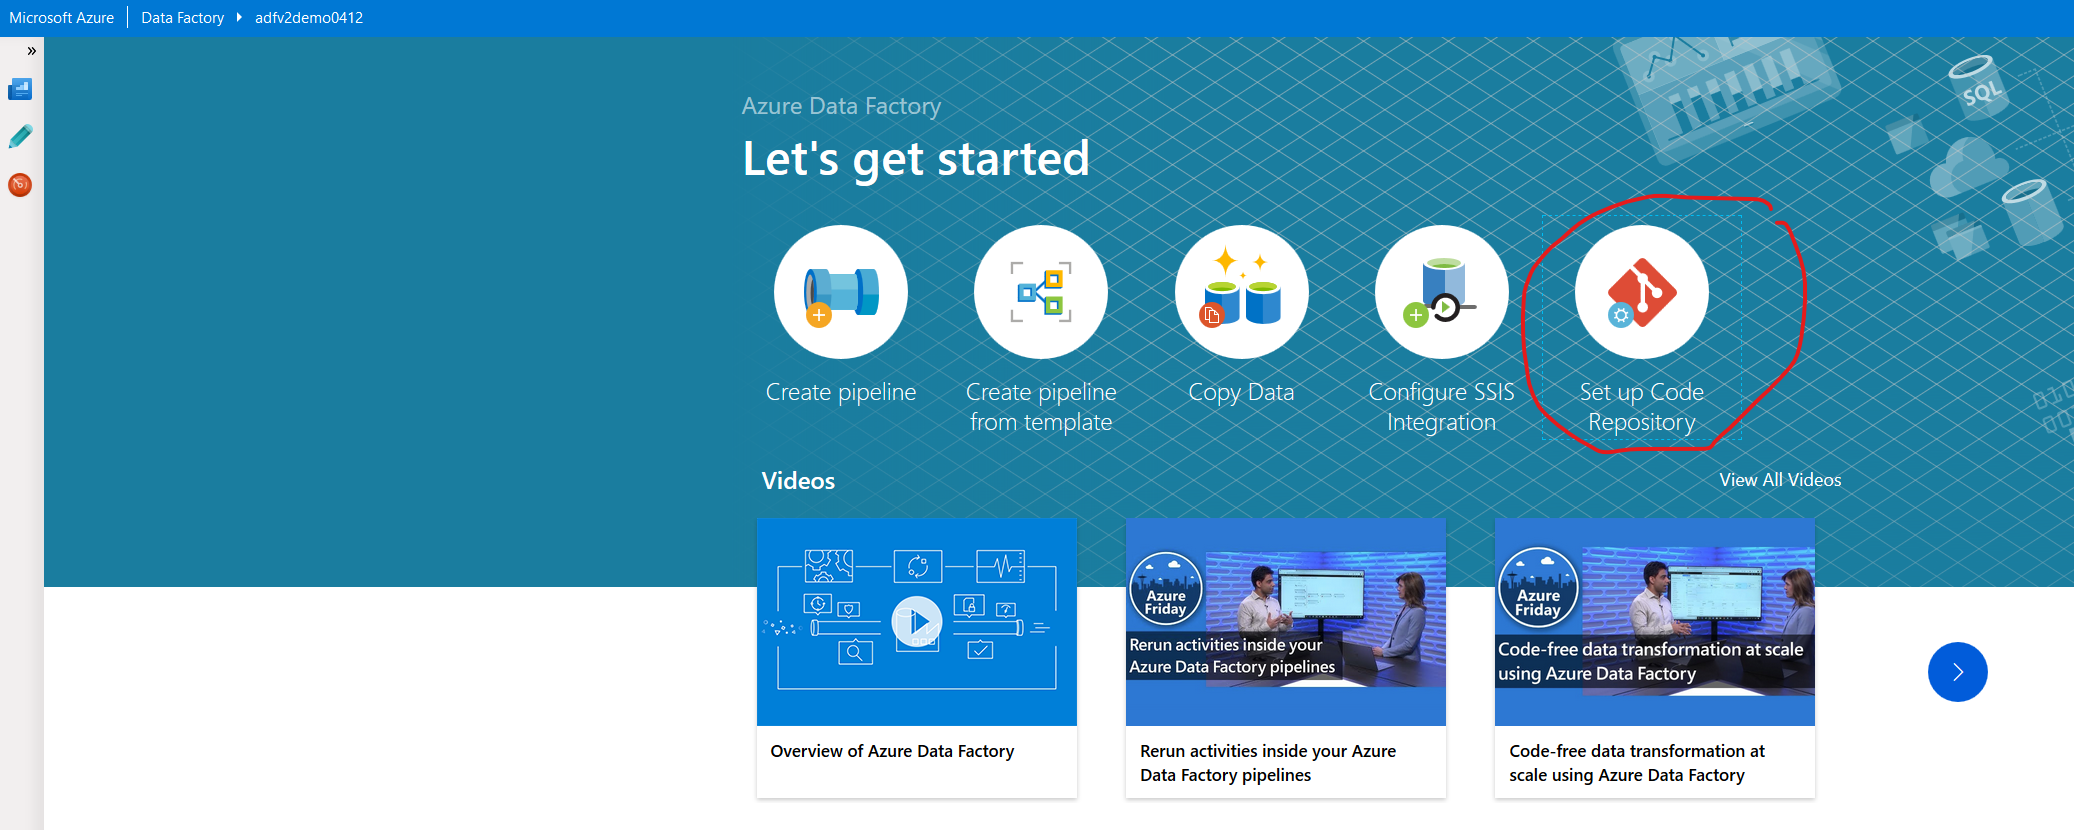 Microsoft Azure
Data Factory
adfv2demo0412
»
Azure Data Factory
Let's get started
SQL
Create pipeline
Create pipeline
from template
Copy Data
Configure SSIS
Integration
Set up Code
Repository
Videos
View All Videos
Azure
Friday
Rerun activities inside your
Azure Data Factory pipelines
Azure
Friday
Code-free data transformation at scale
using Azure Data Factory
Overview of Azure Data Factory
Rerun activities inside your Azure
Data Factory pipelines
Code-free data transformation at
scale using Azure Data Factory